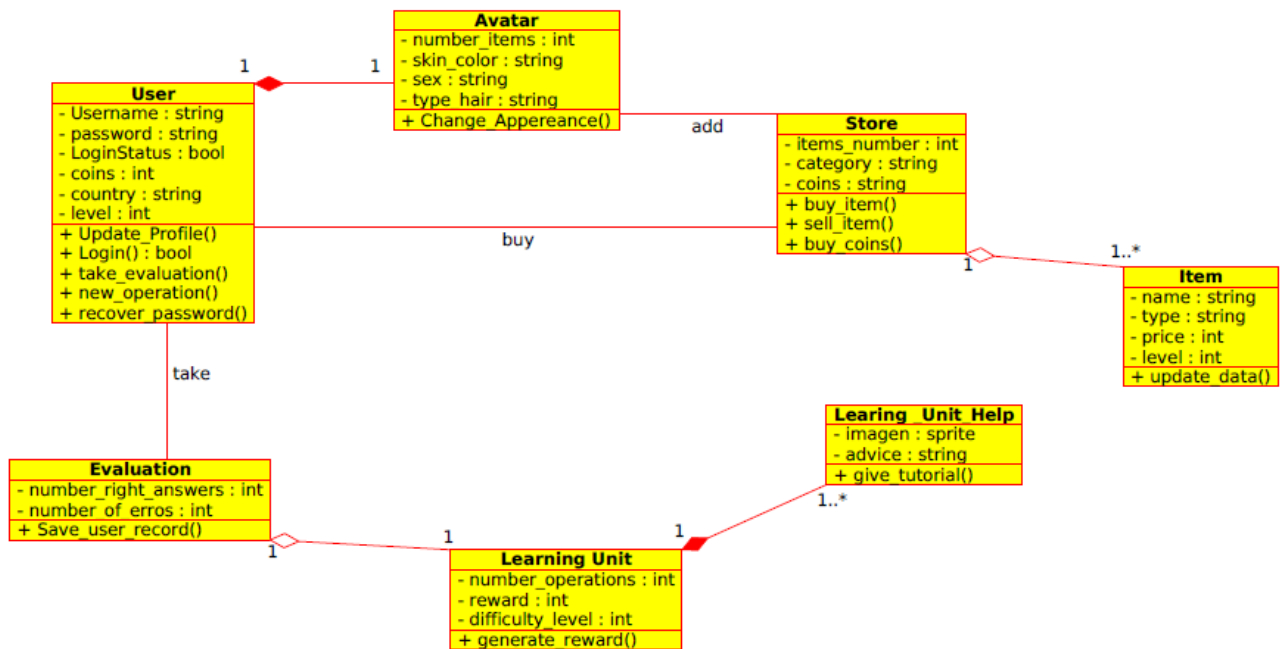 Avatar
- number_items : int
- skin_color : string
- sex : string
- type_hair : string
+ Change_Appereance()
1
1
User
- Username : string
- password : string
- LoginStatus : bool
- coins : int
- country : string
- level : int
+ Update_Profile()
+ Login() : bool
+ take_evaluation()
+ new_operation()
+ recover_password()
add
Store
- items_number : int
- category : string
- coins : string
+ buy_item()
+ sell_item()
+ buy_coins()
buy
1
1..*
Item
- name : string
- type : string
- price : int
- level : int
+ update_data()
take
Learing _Unit_Help
- imagen : sprite
- advice : string
+ give_tutorial()
1..*
1
Evaluation
- number_right_answers : int
- number_of_erros : int
+ Save_user_record()
1
1
Learning Unit
- number_operations : int
- reward : int
- difficulty_level : int
+ generate_reward()